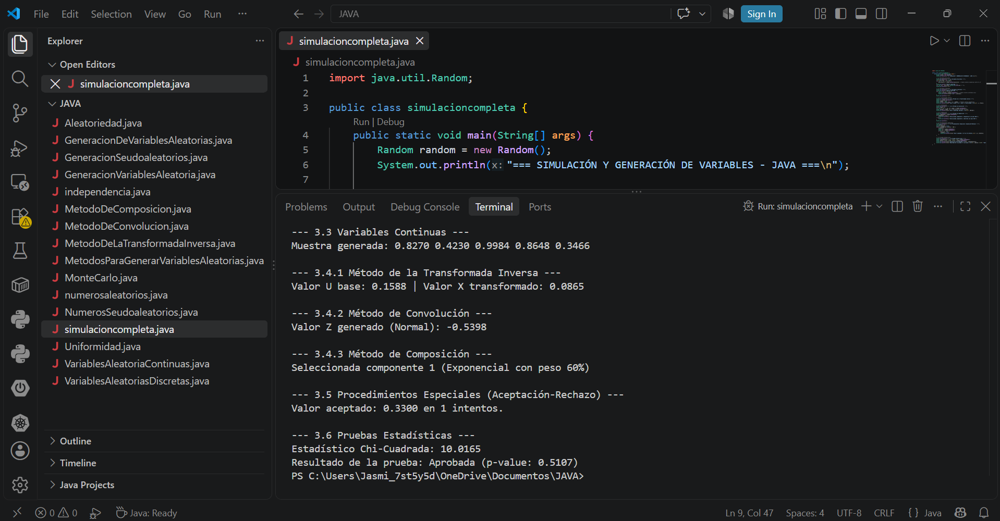 File Edit Selection View Go Run ···
JAVA
Sign In
Explorer
Open Editors
simulacioncompleta.java
JAVA
Aleatoriedad.java
GeneracionDeVariablesAleatorias.java
GeneracionSeudoaleatorios.java
GeneracionVariablesAleatoria.java
independencia.java
MetodoDeComposicion.java
MetodoDeConvolucion.java
MetodoDeLaTransformadaInversa.java
MetodosParaGenerarVariablesAleatorias.java
MonteCarlo.java
numerosaleatorios.java
NumerosSeudoaleatorios.java
simulacioncompleta.java
Uniformidad.java
VariablesAleatoriaContinuas.java
VariablesAleatoriasDiscretas.java
Outline
Timeline
Java Projects
simulacioncompleta.java
simulacioncompleta.java
1 import java.util.Random;
2
3 public class simulacioncompleta {
Run | Debug
4 public static void main(String[] args) {
5 Random random = new Random();
6 System.out.println(x: "=== SIMULACIÓN Y GENERACIÓN DE VARIABLES - JAVA ===\n");
7
Problems Output Debug Console Terminal Ports
Run: simulacioncompleta
--- 3.3 Variables Continuas ---
Muestra generada: 0.8270 0.4230 0.9984 0.8648 0.3466
--- 3.4.1 Método de la Transformada Inversa ---
Valor U base: 0.1588 | Valor X transformado: 0.0865
--- 3.4.2 Método de Convolución ---
Valor Z generado (Normal): -0.5398
--- 3.4.3 Método de Composición ---
Seleccionada componente 1 (Exponencial con peso 60%)
--- 3.5 Procedimientos Especiales (Aceptación-Rechazo) ---
Valor aceptado: 0.3300 en 1 intentos.
--- 3.6 Pruebas Estadísticas ---
Estadístico Chi-Cuadrada: 10.0165
Resultado de la prueba: Aprobada (p-value: 0.5107)
PS C:\Users\Jasmi_7st5y5d\OneDrive\Documentos\JAVA>
0 0 Java: Ready
Ln 9, Col 47 Spaces: 4 UTF-8 CRLF {} Java